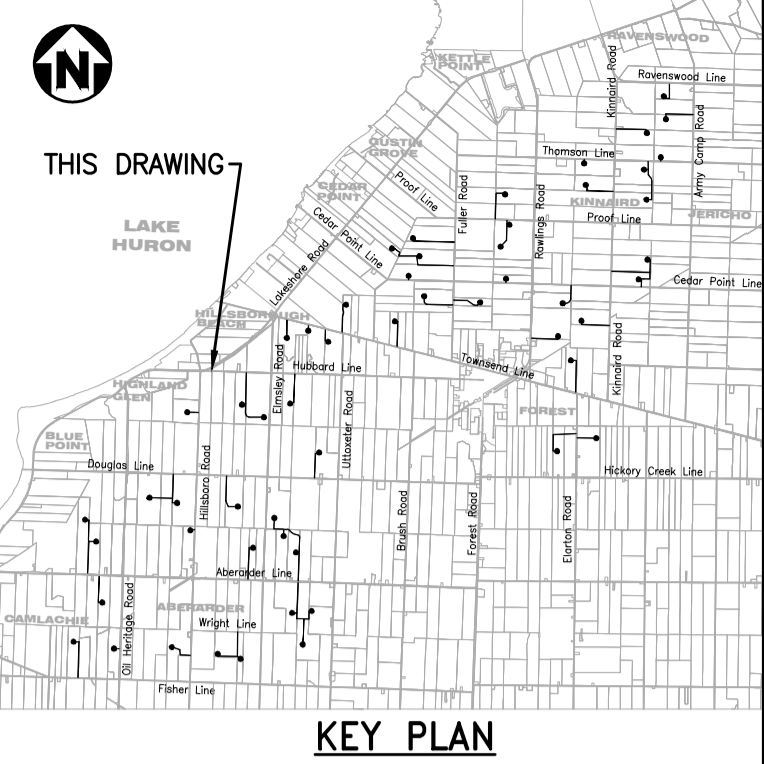 RAVENSWOOD
KETTLE
POINT
Ravenswood Line
N
Kinnaird Road
Army Camp Road
GUSTIN
GROVE
Thomson Line
THIS DRAWING
CEDAR
POINT
Proof Line
Fuller Road
Rawlings Road
KINNAIRD
Proof Line
JERICHO
LAKE
HURON
Cedar Point Line
Lakeshore Road
Cedar Point Line
HILLSBOROUGH
BEACH
Elmsley Road
Hubbard Line
Townsend Line
Kinnaird Road
HIGHLAND
GLEN
Uttoxeter Road
FOREST
BLUE
POINT
Douglas Line
Hillsboro Road
Hickory Creek Line
Brush Road
Forest Road
Elarton Road
Aberarder Line
Oil Heritage Road
ABERARDER
CAMLACHIE
Wright Line
Fisher Line
KEY PLAN